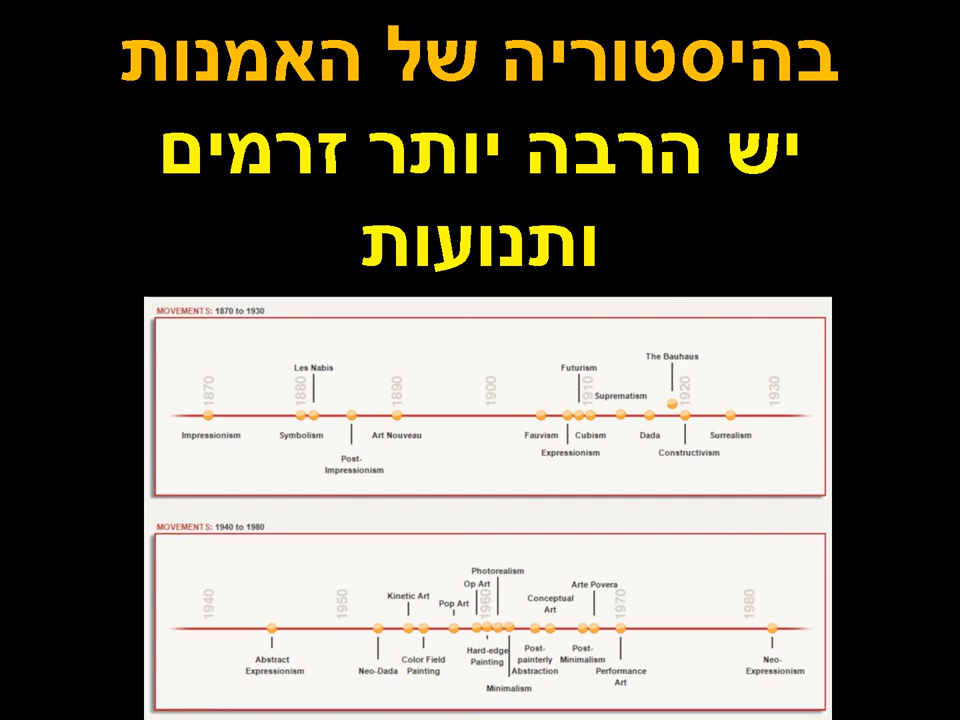 בהיסטוריה של האמנות
יש הרבה יותר זרמים
ותנועות
MOVEMENTS: 1870 to 1930
The Bauhaus
Les Nabis
Futurism
1870
1880
1890
1900
1910
1920
1930
Suprematism
Impressionism
Symbolism
Art Nouveau
Fauvism
Cubism
Dada
Surrealism
Expressionism
Constructivism
Post-
Impressionism
MOVEMENTS: 1940 to 1980
Photorealism
Op Art
Arte Povera
Kinetic Art
Pop Art
Conceptual
Art
1940
1950
1960
1970
1980
Hard-edge
Painting
Post-
painterly
Abstraction
Post-
Minimalism
Abstract
Expressionism
Neo-Dada
Color Field
Painting
Performance
Art
Neo-
Expressionism
Minimalism